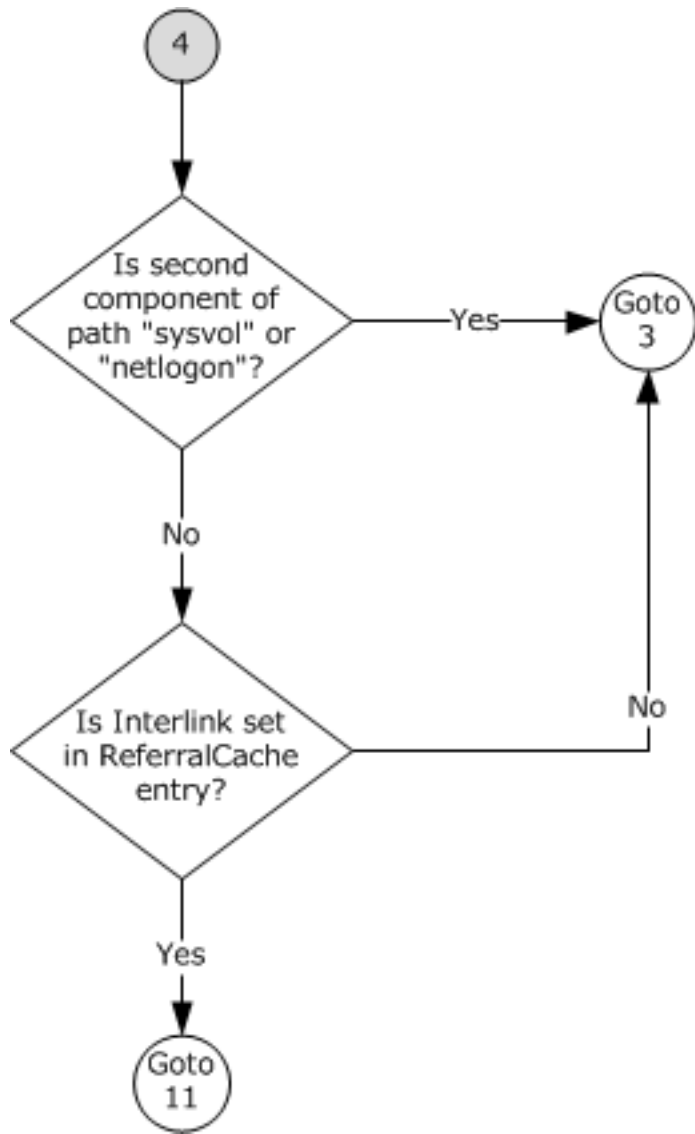 4
Is second
component of
path "sysvol" or
"netlogon"?
Yes
Goto
3
No
Is Interlink set
in ReferralCache
entry?
No
Yes
Goto
11